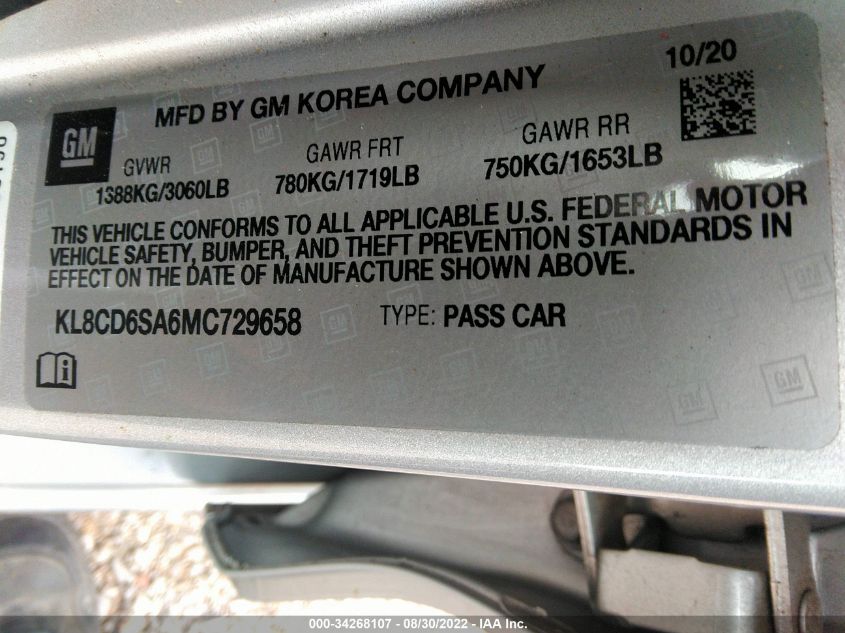 10/20
MFD BY GM KOREA COMPANY
GM
GVWR GAWR FRT GAWR RR
1388KG/3060LB 780KG/1719LB 750KG/1653LB
THIS VEHICLE CONFORMS TO ALL APPLICABLE U.S. FEDERAL MOTOR
VEHICLE SAFETY, BUMPER, AND THEFT PREVENTION STANDARDS IN
EFFECT ON THE DATE OF MANUFACTURE SHOWN ABOVE.
KL8CD6SA6MC729658 TYPE: PASS CAR
i
GM
GM
000-34268107 - 08/30/2022 - IAA Inc.